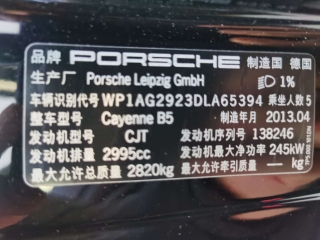 品牌 PORSCHE 制造国 德国
生产厂 Porsche Leipzig GmbH 1%
车辆识别代号 WP1AG2923DLA65394 乘坐人数 5
整车型号 Cayenne B5 制造年月 2013.04
发动机型号 CJT 发动机序列号 138246
发动机排量 2995cc 发动机最大净功率 245kW
最大允许总质量 2820kg 最大允许牵引质量 — kg